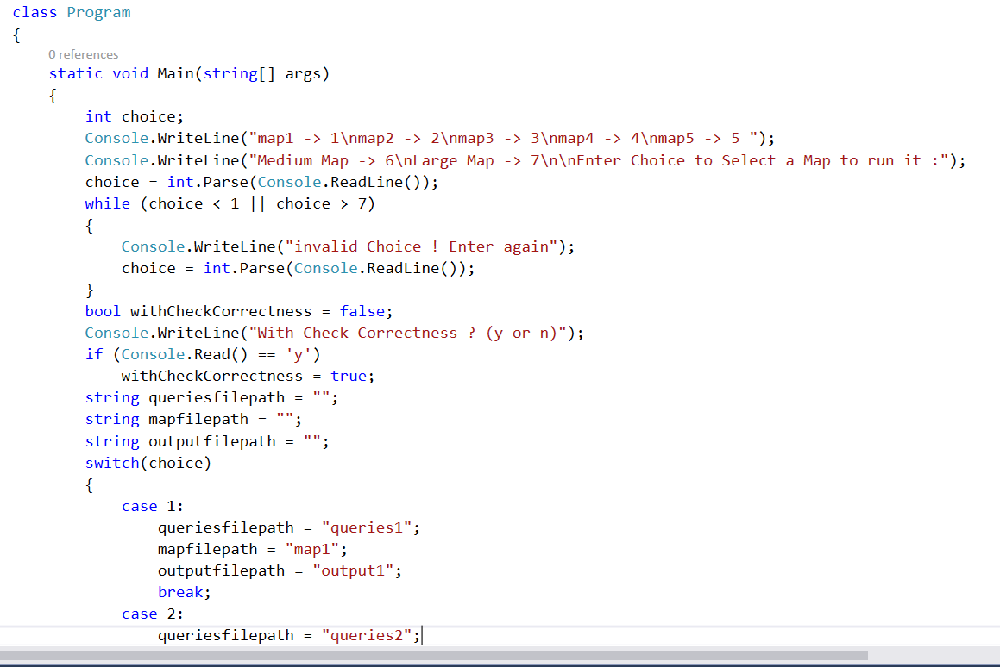 class Program
{
0 references
static void Main(string[] args)
{
int choice;
Console.WriteLine("map1 -> 1\nmap2 -> 2\nmap3 -> 3\nmap4 -> 4\nmap5 -> 5 ");
Console.WriteLine("Medium Map -> 6\nLarge Map -> 7\n\nEnter Choice to Select a Map to run it :");
choice = int.Parse(Console.ReadLine());
while (choice < 1 || choice > 7)
{
Console.WriteLine("invalid Choice ! Enter again");
choice = int.Parse(Console.ReadLine());
}
bool withCheckCorrectness = false;
Console.WriteLine("With Check Correctness ? (y or n)");
if (Console.Read() == 'y')
withCheckCorrectness = true;
string queriesfilepath = "";
string mapfilepath = "";
string outputfilepath = "";
switch(choice)
{
case 1:
queriesfilepath = "queries1";
mapfilepath = "map1";
outputfilepath = "output1";
break;
case 2:
queriesfilepath = "queries2";